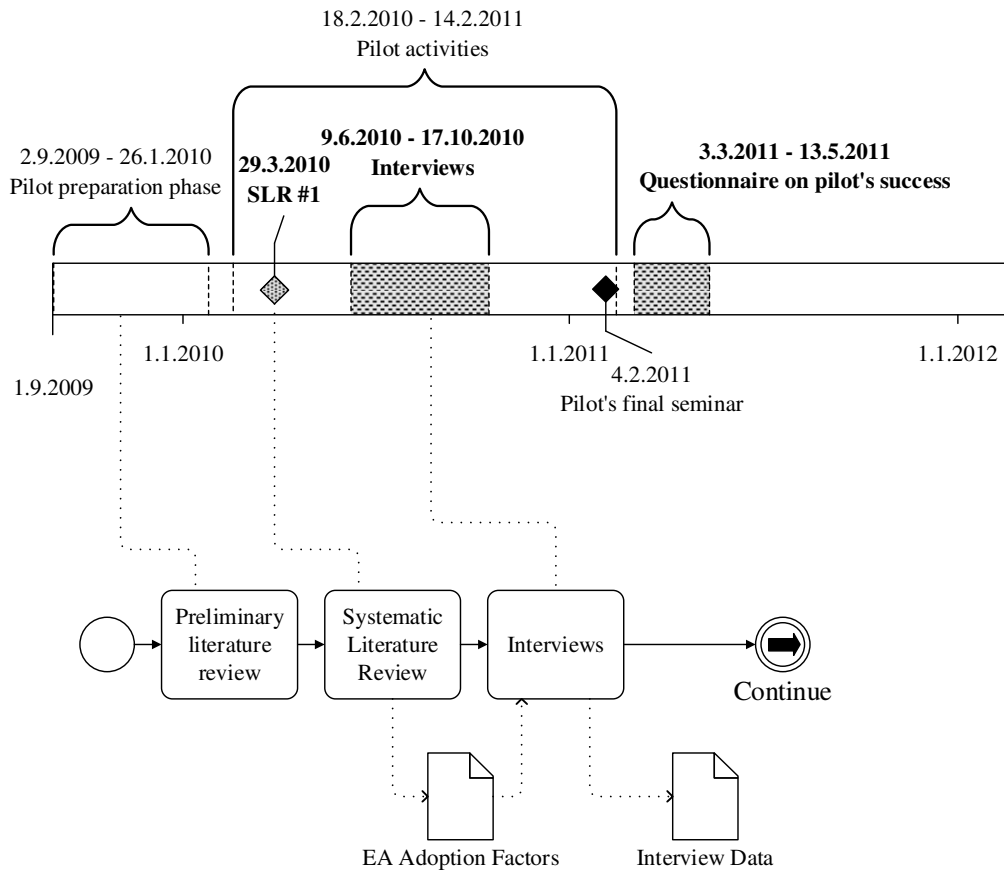 18.2.2010 - 14.2.2011
Pilot activities
9.6.2010 - 17.10.2010
Interviews
2.9.2009 - 26.1.2010
Pilot preparation phase
29.3.2010
SLR #1
3.3.2011 - 13.5.2011
Questionnaire on pilot's success
1.1.2010
1.1.2011
1.1.2012
1.9.2009
4.2.2011
Pilot's final seminar
Preliminary
literature
review
Systematic
Literature
Review
Interviews
Continue
EA Adoption Factors
Interview Data